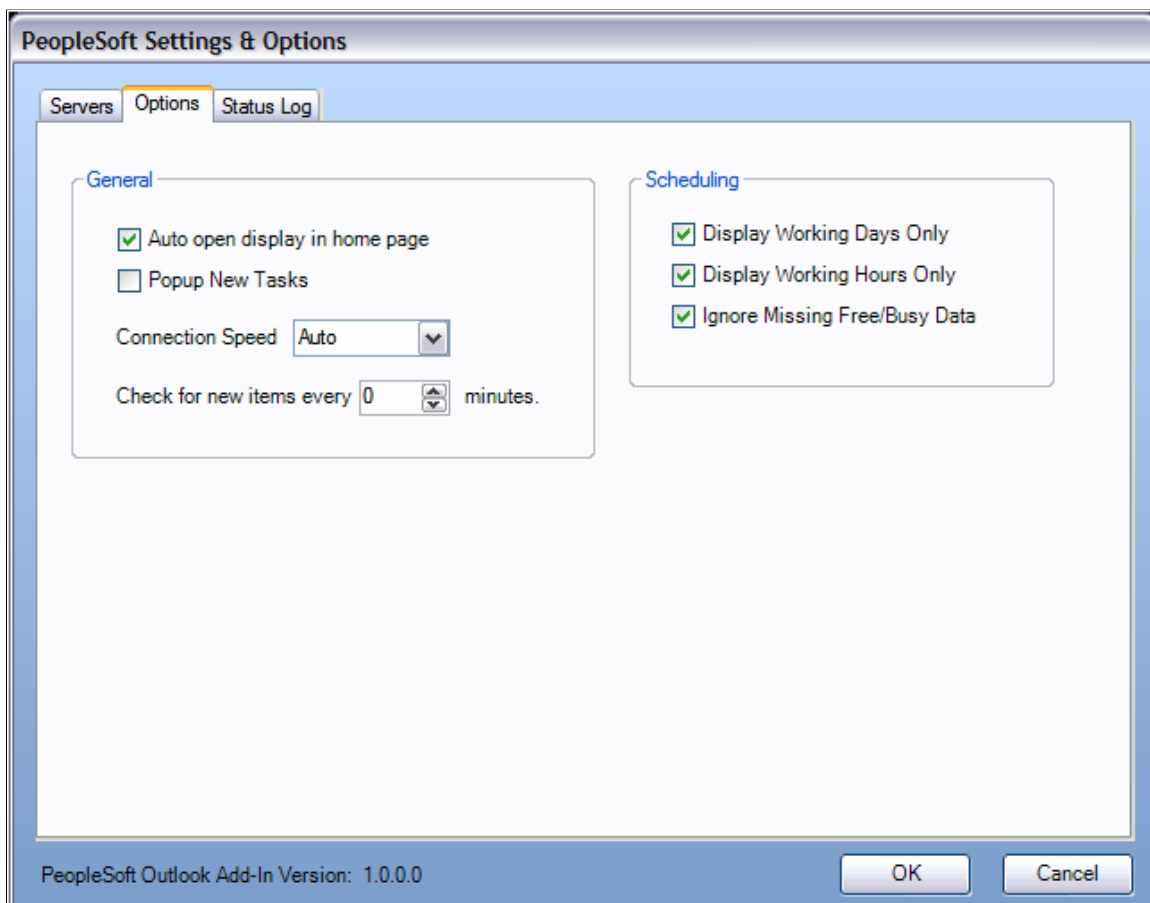 PeopleSoft Settings & Options
Servers Options Status Log
General
Auto open display in home page
Popup New Tasks
Connection Speed Auto
Check for new items every 0 minutes.
Scheduling
Display Working Days Only
Display Working Hours Only
Ignore Missing Free/Busy Data
PeopleSoft Outlook Add-In Version: 1.0.0.0
OK Cancel